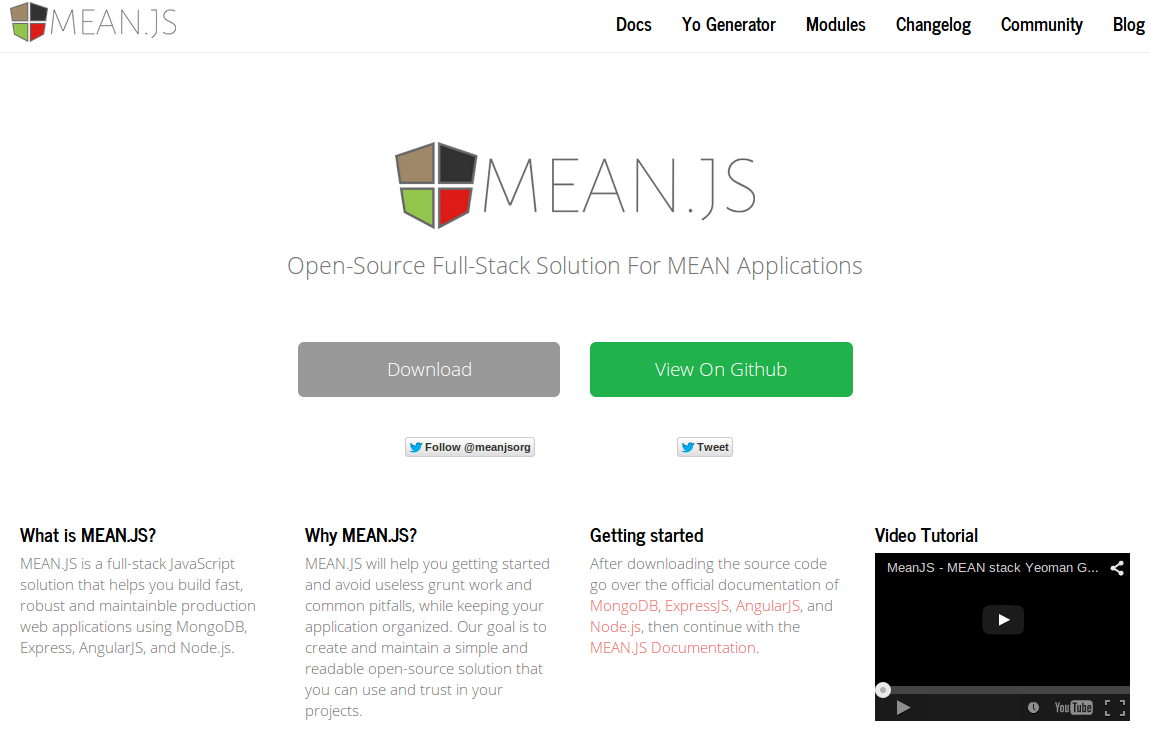 MEAN.JS
Docs
Yo Generator
Modules
Changelog
Community
Blog
MEAN.JS
Open-Source Full-Stack Solution For MEAN Applications
Download
View On Github
Follow @meanjsorg
Tweet
What is MEAN.JS?
MEAN.JS is a full-stack JavaScript
solution that helps you build fast,
robust and maintainble production
web applications using MongoDB,
Express, AngularJS, and Node.js.
Why MEAN.JS?
MEAN.JS will help you getting started
and avoid useless grunt work and
common pitfalls, while keeping your
application organized. Our goal is to
create and maintain a simple and
readable open-source solution that
you can use and trust in your
projects.
Getting started
After downloading the source code
go over the official documentation of
MongoDB, ExpressJS, AngularJS, and
Node.js, then continue with the
MEAN.JS Documentation.
Video Tutorial
MeanJS - MEAN stack Yeoman G...
YouTube